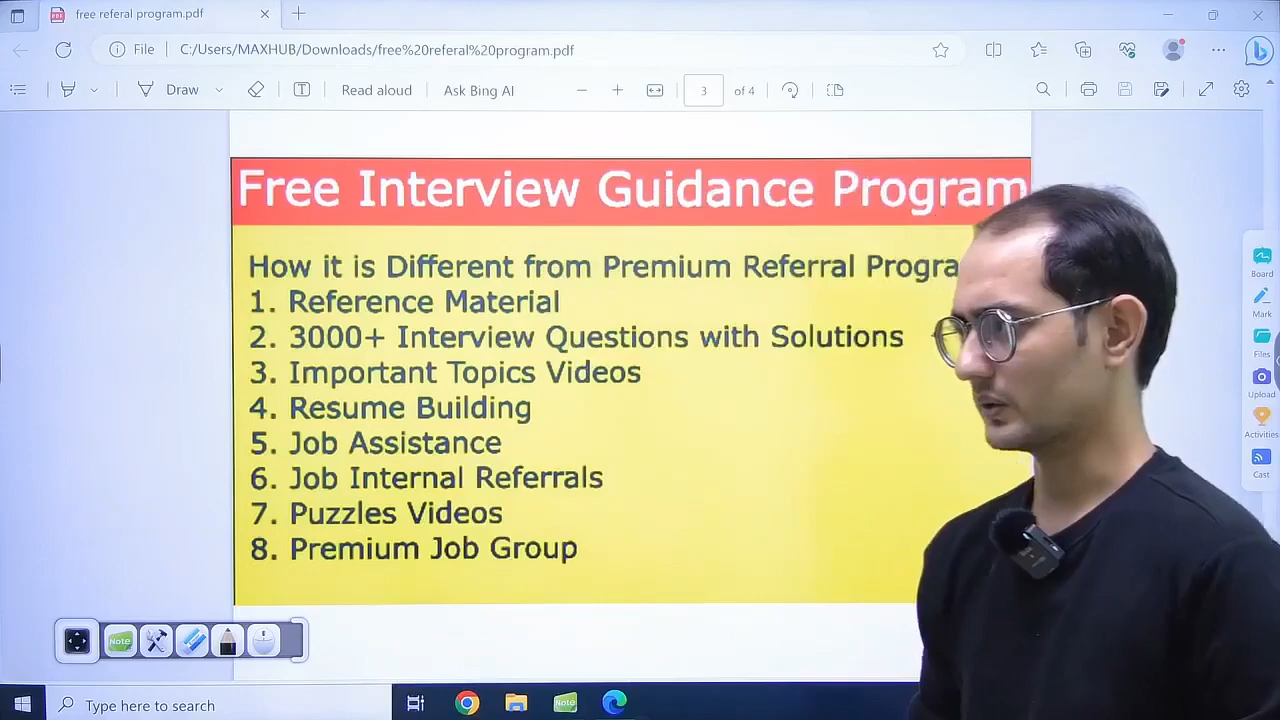 free referal program.pdf
File
C:/Users/MAXHUB/Downloads/free%20referal%20program.pdf
Draw
Read aloud
Ask Bing AI
3
of 4
Free Interview Guidance Program
How it is Different from Premium Referral Progra
1. Reference Material
2. 3000+ Interview Questions with Solutions
3. Important Topics Videos
4. Resume Building
5. Job Assistance
6. Job Internal Referrals
7. Puzzles Videos
8. Premium Job Group
Board
Mark
Files
Upload
Activities
Cast
Note
Type here to search
Note